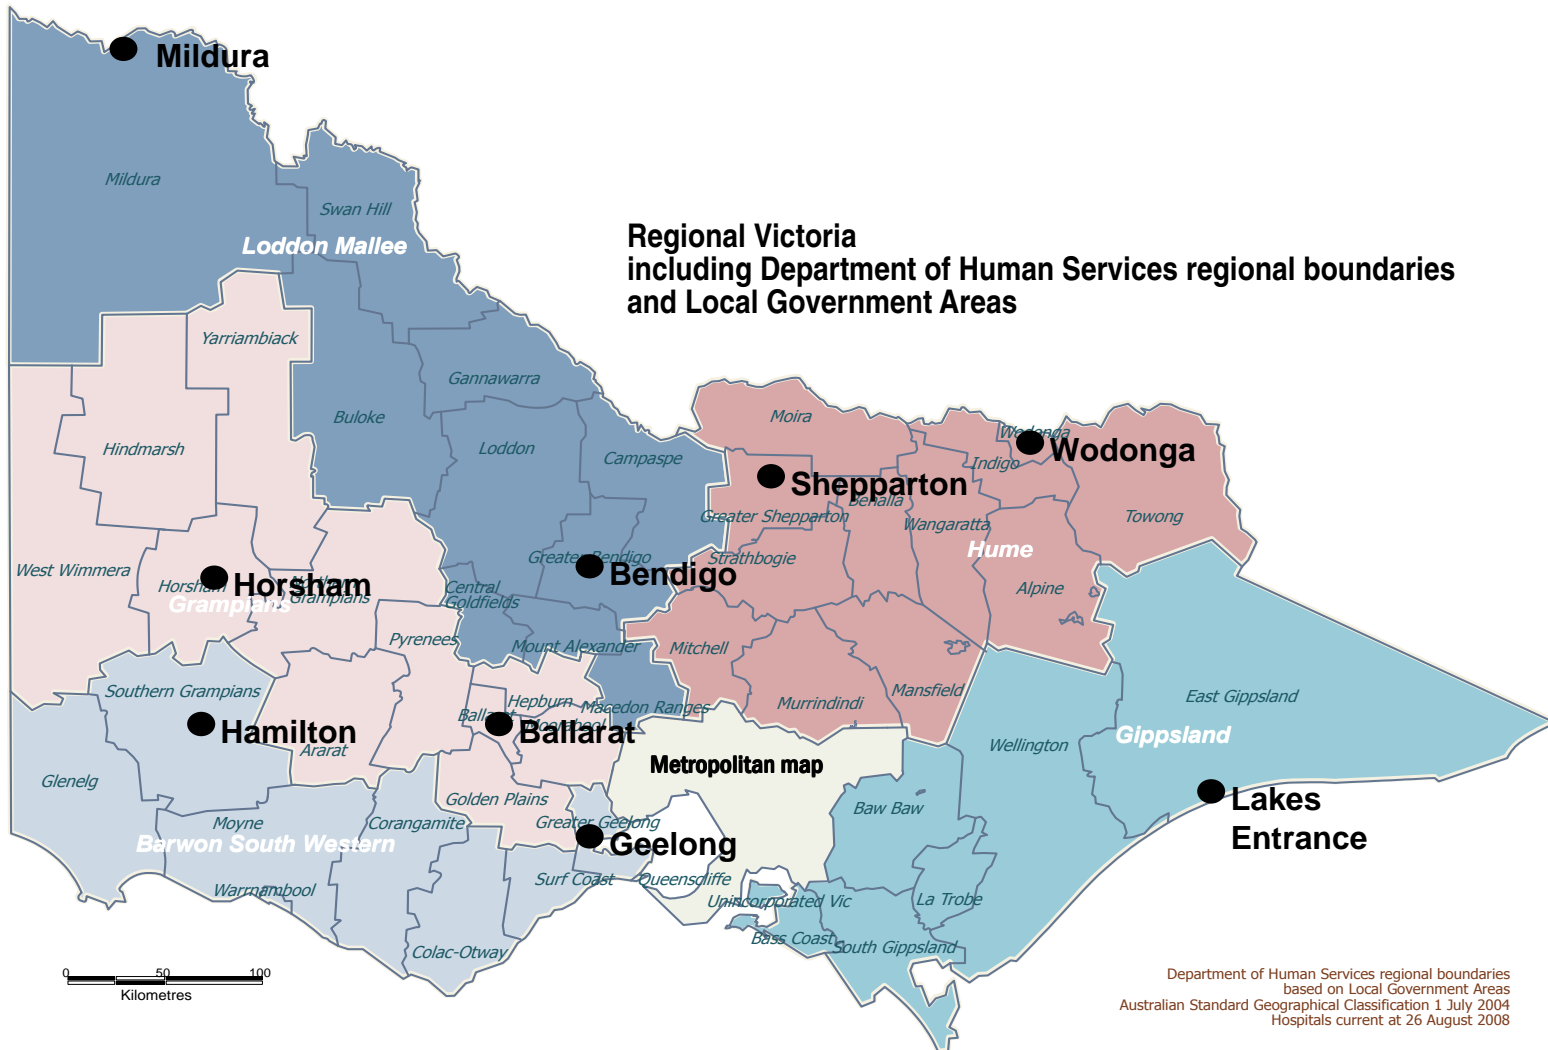 Mildura
Mildura
Swan Hill
Loddon Mallee
Regional Victoria
including Department of Human Services regional boundaries
and Local Government Areas
Yarriambiack
Gannawarra
Buloke
Moira
Hindmarsh
Loddon
Campaspe
Wodonga
Wodonga
Indigo
Shepparton
Benalla
Greater Shepparton
Wangaratta
Towong
West Wimmera
Horsham
Horsham
Northern
Grampians
Grampians
Greater Bendigo
Bendigo
Strathbogie
Hume
Alpine
Central
Goldfields
Pyrenees
Mount Alexander
Mitchell
Southern Grampians
Hepburn
Macedon Ranges
Murrindindi
Mansfield
East Gippsland
Hamilton
Ballarat
Moorabool
Ballarat
Ararat
Wellington
Gippsland
Metropolitan map
Glenelg
Golden Plains
Baw Baw
Lakes
Entrance
Moyne
Corangamite
Greater Geelong
Barwon South Western
Geelong
Warrnambool
Surf Coast
Queenscliffe
Unincorporated Vic
La Trobe
Bass Coast
South Gippsland
Colac-Otway
0 50 100
Kilometres
Department of Human Services regional boundaries
based on Local Government Areas
Australian Standard Geographical Classification 1 July 2004
Hospitals current at 26 August 2008